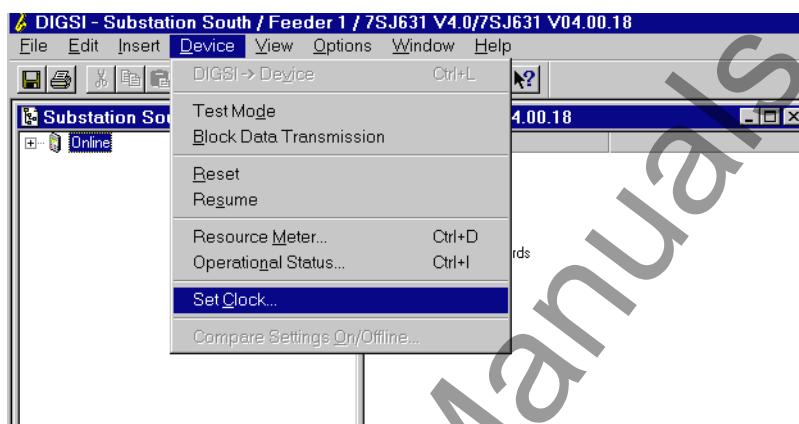 DIGSI - Substation South / Feeder 1 / 7SJ631 V4.0/7SJ631 V04.00.18
File Edit Insert Device View Options Window Help
DIGSI -> Device Ctrl+L
Substation Sou 4.00.18
Online
Test Mode
Block Data Transmission
Reset
Resume
Resource Meter... Ctrl+D
rds
Operational Status... Ctrl+I
Set Clock...
Compare Settings On/Offline...
Manuals